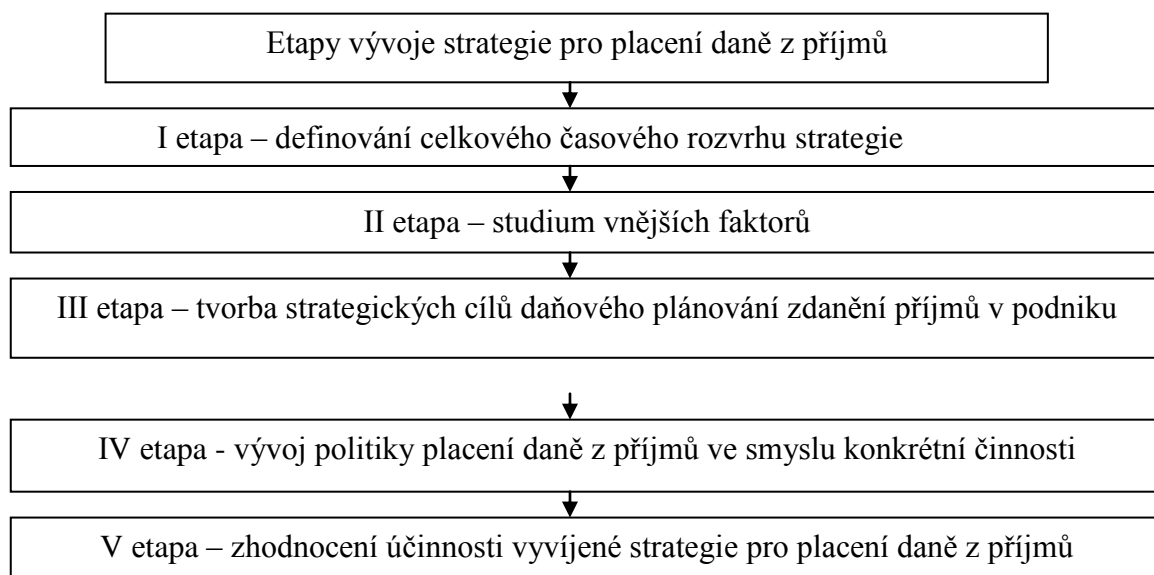 Etapy vývoje strategie pro placení daně z příjmů
I etapa – definování celkového časového rozvrhu strategie
II etapa – studium vnějších faktorů
III etapa – tvorba strategických cílů daňového plánování zdanění příjmů v podniku
IV etapa - vývoj politiky placení daně z příjmů ve smyslu konkrétní činnosti
V etapa – zhodnocení účinnosti vyvíjené strategie pro placení daně z příjmů